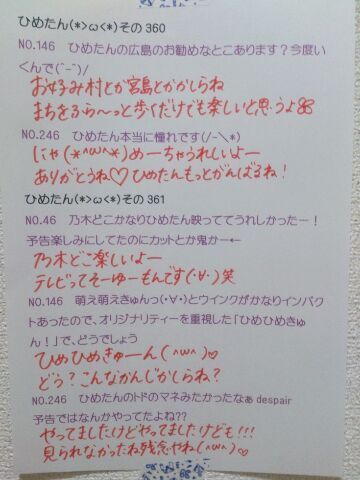 ひめたん(*>ω<*)その360
NO.146 ひめたんの広島のお勧めなとこあります?今度い
くんで(˙-˙)/
お好み村とか宮島とかかしらね
まちをふら〜っと歩くだけでも楽しいと思うよ
NO.246 ひめたん本当に憧れです(/-＼*)
にゃ(*^ω^*)めーちゃうれしいよー
ありがとうね♡ひめたんもっとがんばるね!
ひめたん(*>ω<*)その361
NO.46 乃木どこかなりひめたん映っててうれしかったー!
予告楽しみにしてたのにカットとか鬼かー←
乃木どこ楽しいよー
テレビってそーゆーもんです(・∀・)笑
NO.146 萌え萌えきゅんっ(・∀・)とウインクがかなりインパク
トあったので、オリジナリティーを重視した「ひめひめきゅ
ん!」で、どうでしょう
ひめひめきゅーん(^ω^)♡
どう?こんなかんじかしらね?
NO.246 ひめたんのトドのマネみたかったなぁ despair
予告ではなんかやってたよね??
やってましたけどやってましたけども!!!
見られなかったね残念やね(^ω^)♡